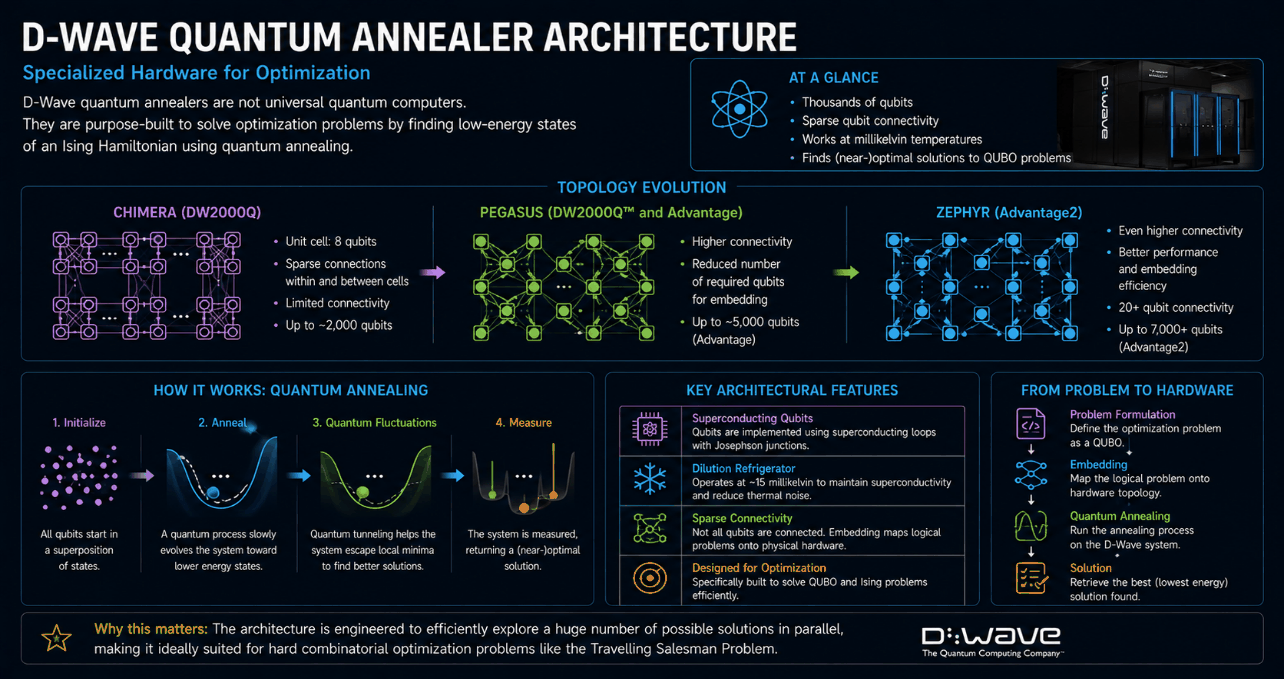 D-WAVE QUANTUM ANNEALER ARCHITECTURE
Specialized Hardware for Optimization
D-Wave quantum annealers are not universal quantum computers.
They are purpose-built to solve optimization problems by finding low-energy states
of an Ising Hamiltonian using quantum annealing.
AT A GLANCE
• Thousands of qubits
• Sparse qubit connectivity
• Works at millikelvin temperatures
• Finds (near-)optimal solutions to QUBO problems
D:wave
TOPOLOGY EVOLUTION
CHIMERA (DW2000Q)
• Unit cell: 8 qubits
• Sparse connections
within and between cells
• Limited connectivity
• Up to ~2,000 qubits
PEGASUS (DW2000Q™ and Advantage)
• Higher connectivity
• Reduced number
of required qubits
for embedding
• Up to ~5,000 qubits
(Advantage)
ZEPHYR (Advantage2)
• Even higher connectivity
• Better performance
and embedding
efficiency
• 20+ qubit connectivity
• Up to 7,000+ qubits
(Advantage2)
HOW IT WORKS: QUANTUM ANNEALING
1. Initialize
All qubits start in
a superposition
of states.
2. Anneal
A quantum process slowly
evolves the system toward
lower energy states.
3. Quantum Fluctuations
Quantum tunneling helps the
system escape local minima
to find better solutions.
4. Measure
The system is measured,
returning a (near-)optimal
solution.
KEY ARCHITECTURAL FEATURES
Superconducting Qubits
Qubits are implemented using superconducting loops
with Josephson junctions.
Dilution Refrigerator
Operates at ~15 millikelvin to maintain superconductivity
and reduce thermal noise.
Sparse Connectivity
Not all qubits are connected. Embedding maps logical
problems onto physical hardware.
Designed for Optimization
Specifically built to solve QUBO and Ising problems
efficiently.
FROM PROBLEM TO HARDWARE
Problem Formulation
Define the optimization problem
as a QUBO.
Embedding
Map the logical problem onto
hardware topology.
Quantum Annealing
Run the annealing process
on the D-Wave system.
Solution
Retrieve the best (lowest energy)
solution found.
Why this matters: The architecture is engineered to efficiently explore a huge number of possible solutions in parallel,
making it ideally suited for hard combinatorial optimization problems like the Travelling Salesman Problem.
D:wave
The Quantum Computing Company™